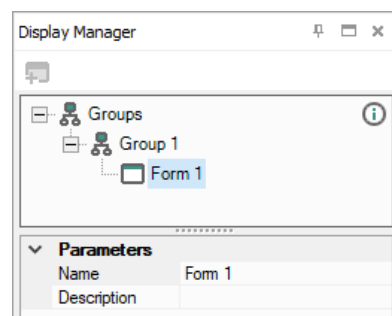 Display Manager
Groups
Group 1
Form 1
Parameters
Name Form 1
Description